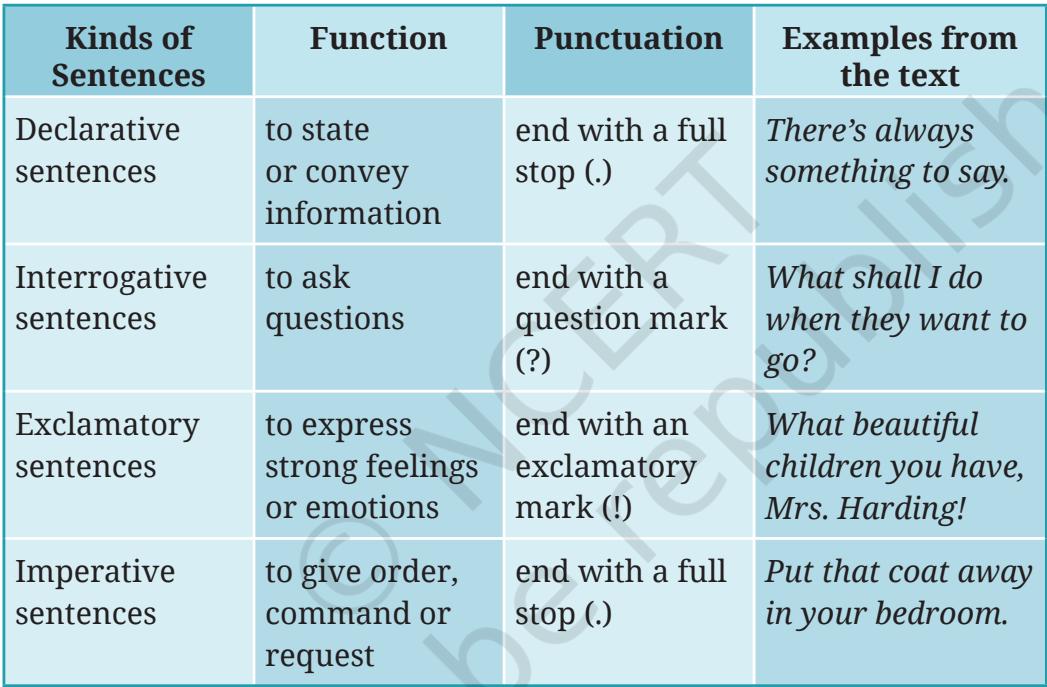 Kinds of Sentences
Function
Punctuation
Examples from the text
Declarative sentences
to state or convey information
end with a full stop (.)
There’s always something to say.
Interrogative sentences
to ask questions
end with a question mark (?)
What shall I do when they want to go?
Exclamatory sentences
to express strong feelings or emotions
end with an exclamatory mark (!)
What beautiful children you have, Mrs. Harding!
Imperative sentences
to give order, command or request
end with a full stop (.)
Put that coat away in your bedroom.
© NCERT
be republish